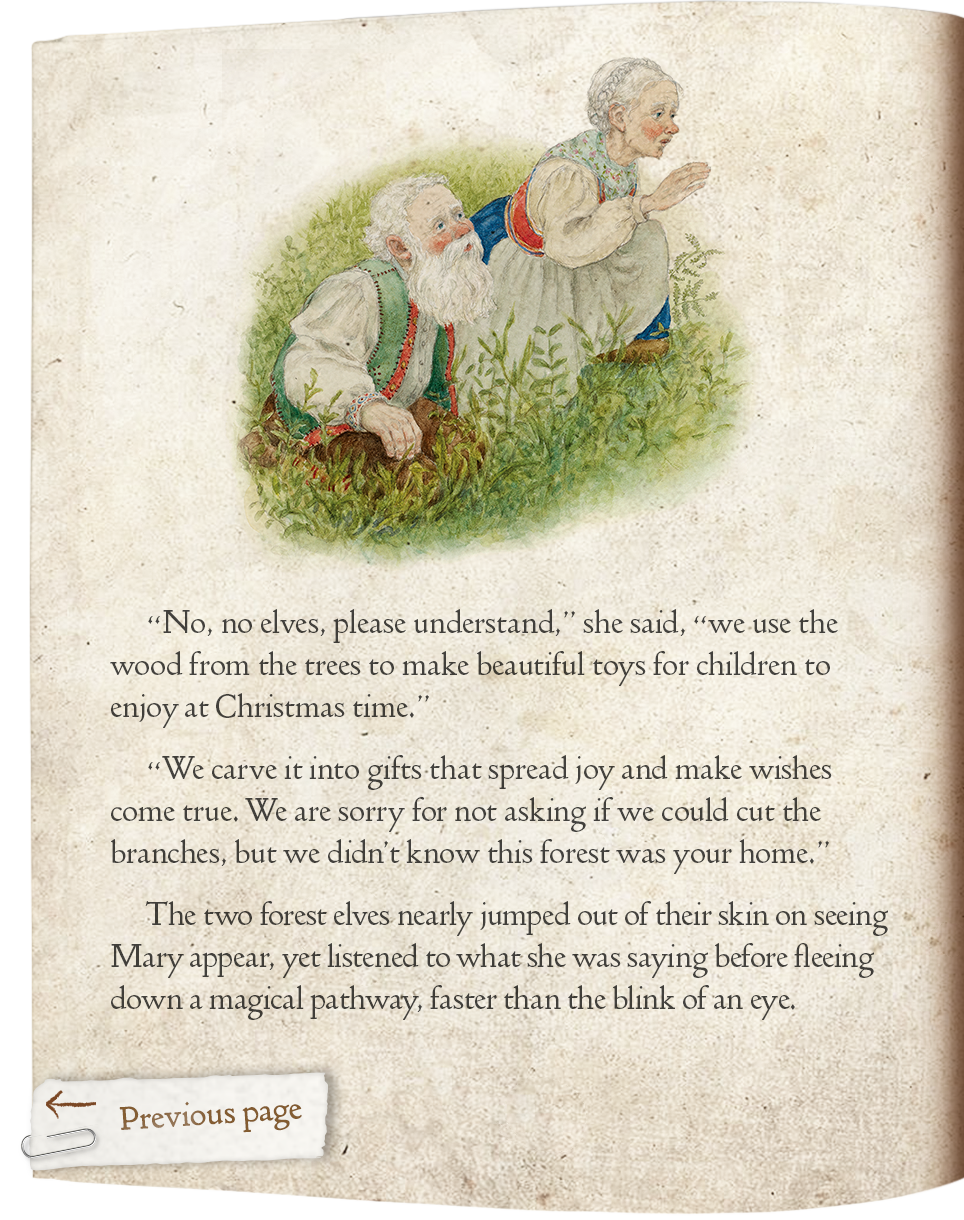 “No, no elves, please understand,” she said, “we use the
wood from the trees to make beautiful toys for children to
enjoy at Christmas time.”
“We carve it into gifts that spread joy and make wishes
come true. We are sorry for not asking if we could cut the
branches, but we didn’t know this forest was your home.”
The two forest elves nearly jumped out of their skin on seeing
Mary appear, yet listened to what she was saying before fleeing
down a magical pathway, faster than the blink of an eye.
Previous page